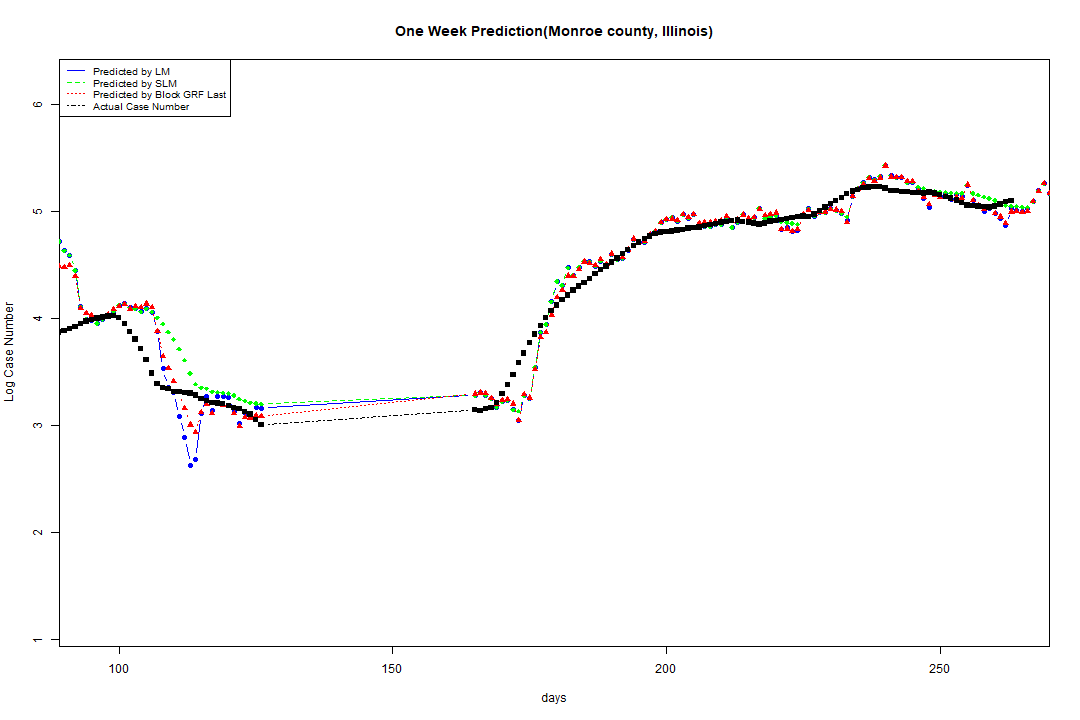 One Week Prediction(Monroe county, Illinois)
Predicted by LM
Predicted by SLM
Predicted by Block GRF Last
Actual Case Number
6
5
4
3
2
1
Log Case Number
100
150
200
250
days